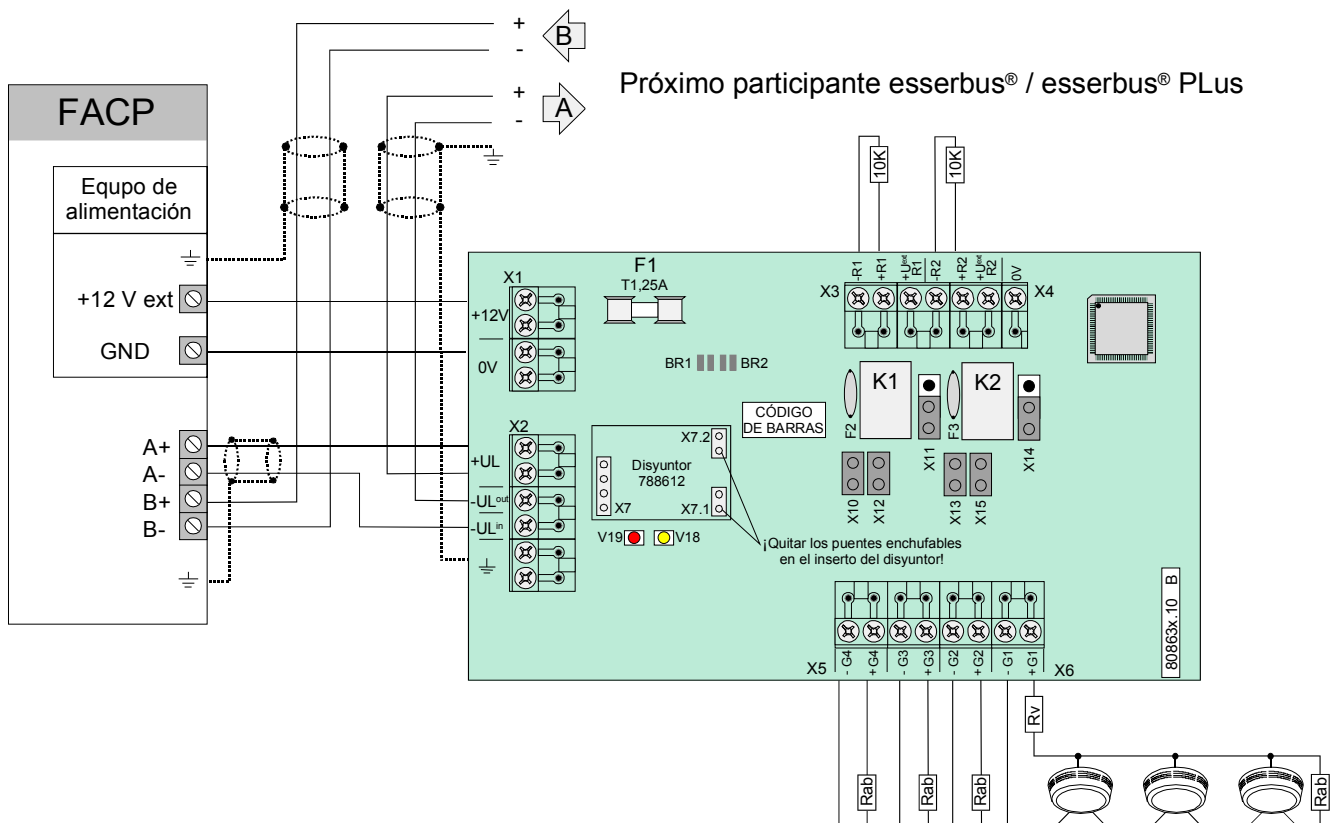 +
B
-
Próximo participante esserbus® / esserbus® PLus
+
A
-
FACP
Equpo de
alimentación
+12 V ext
GND
A+
A-
B+
B-
10K
10K
X1
+12V
0V
F1
T1,25A
X3
-R1
+R1
+Uext R1
-R2
+R2
+Uext R2
0V
X4
BR1
BR2
K1
K2
CÓDIGO
DE BARRAS
F2
X11
F3
X14
X2
+UL
-ULout
-ULin
X7.2
Disyuntor
788612
X7
X7.1
X10
X12
X13
X15
V19
V18
¡Quitar los puentes enchufables
en el inserto del disyuntor!
80863x.10 B
X5
- G4
+ G4
- G3
+ G3
- G2
+ G2
- G1
+ G1
X6
Rv
Rab
Rab
Rab
Rab